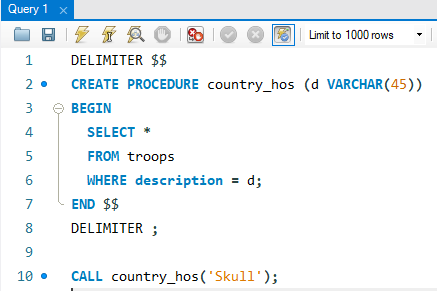 Query 1
Limit to 1000 rows
1 DELIMITER $$
2 CREATE PROCEDURE country_hos (d VARCHAR(45))
3 BEGIN
4 SELECT *
5 FROM troops
6 WHERE description = d;
7 END $$
8 DELIMITER ;
9
10 CALL country_hos('Skull');